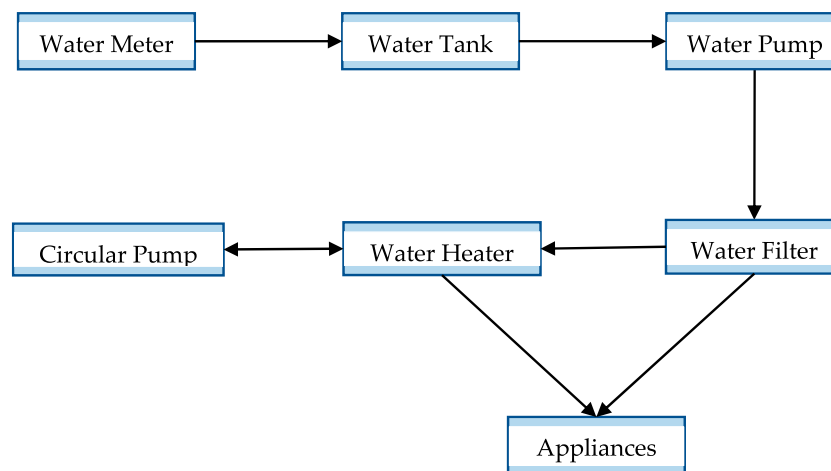 Water Meter
Water Tank
Water Pump
Circular Pump
Water Heater
Water Filter
Appliances